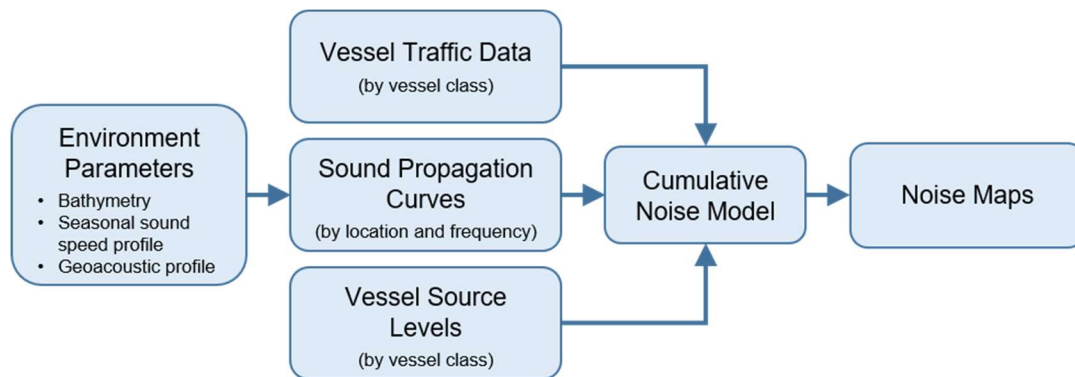 Environment
Parameters
• Bathymetry
• Seasonal sound
speed profile
• Geoacoustic profile
Vessel Traffic Data
(by vessel class)
Sound Propagation
Curves
(by location and frequency)
Vessel Source
Levels
(by vessel class)
Cumulative
Noise Model
Noise Maps